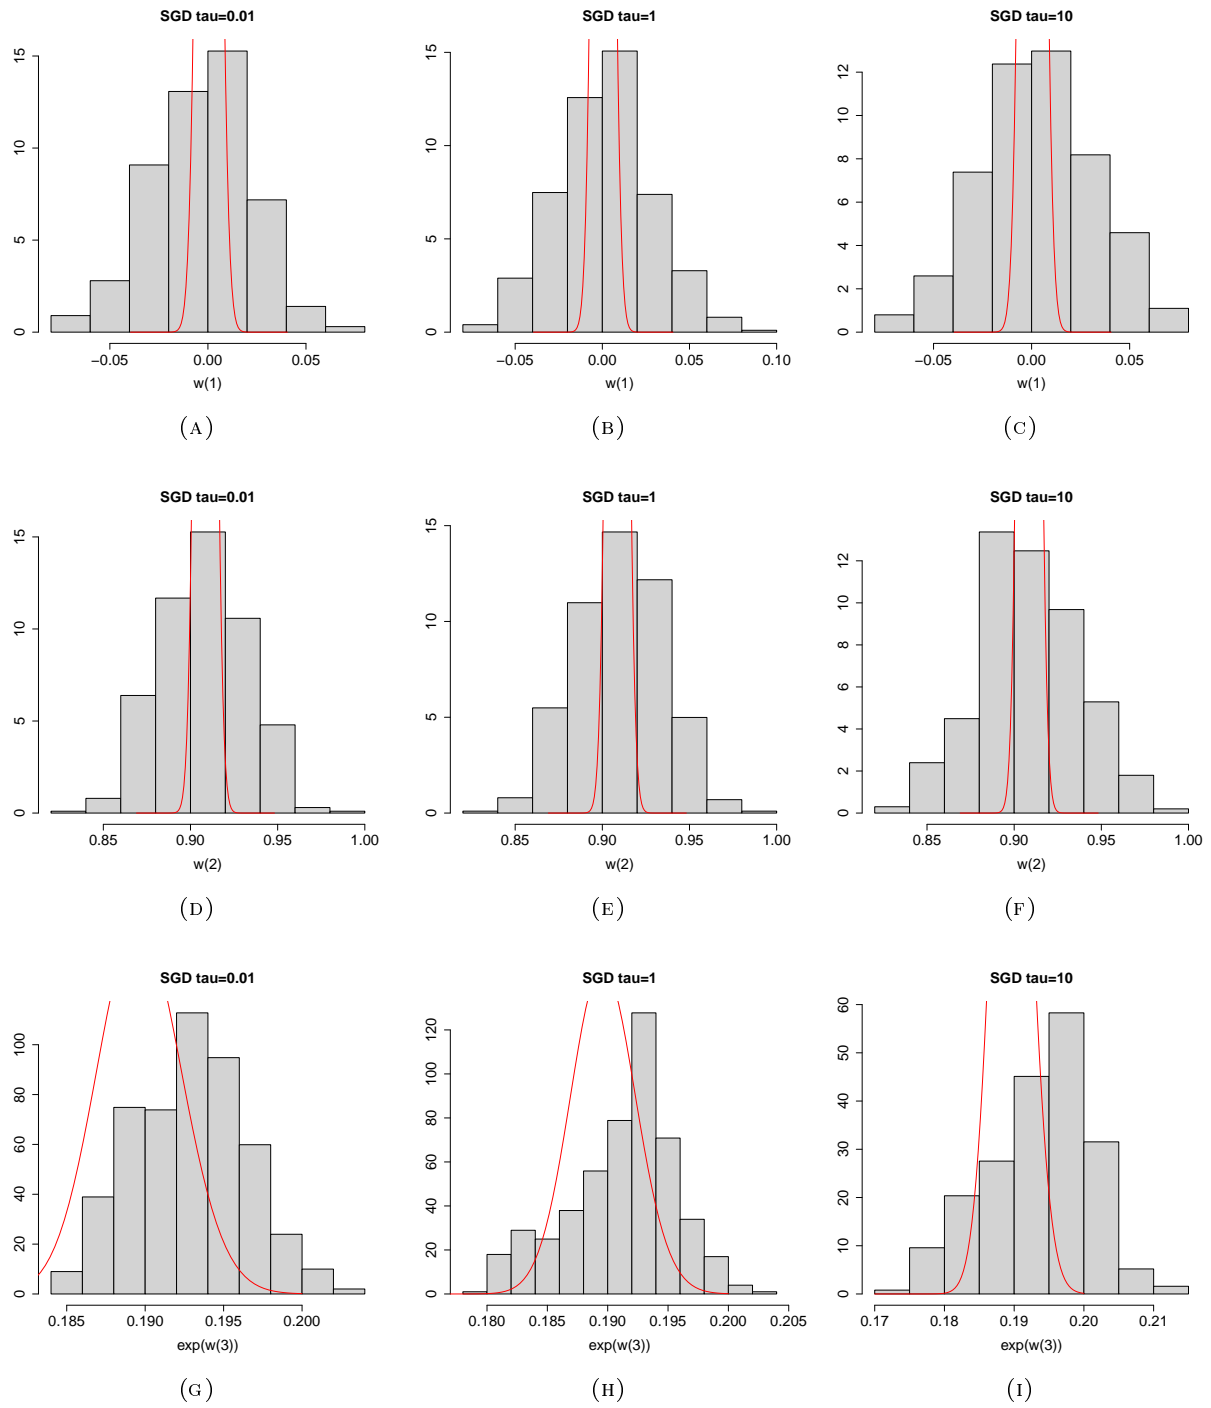 SGD tau=0.01
15
10
5
0
−0.05 0.00 0.05
w(1)
(A)
SGD tau=1
15
10
5
0
−0.05 0.00 0.05 0.10
w(1)
(B)
SGD tau=10
12
10
8
6
4
2
0
−0.05 0.00 0.05
w(1)
(C)
SGD tau=0.01
15
10
5
0
0.85 0.90 0.95 1.00
w(2)
(D)
SGD tau=1
15
10
5
0
0.85 0.90 0.95 1.00
w(2)
(E)
SGD tau=10
12
10
8
6
4
2
0
0.85 0.90 0.95 1.00
w(2)
(F)
SGD tau=0.01
100
80
60
40
20
0
0.185 0.190 0.195 0.200
exp(w(3))
(G)
SGD tau=1
120
100
80
60
40
20
0
0.180 0.185 0.190 0.195 0.200 0.205
exp(w(3))
(H)
SGD tau=10
60
50
40
30
20
10
0
0.17 0.18 0.19 0.20 0.21
exp(w(3))
(I)